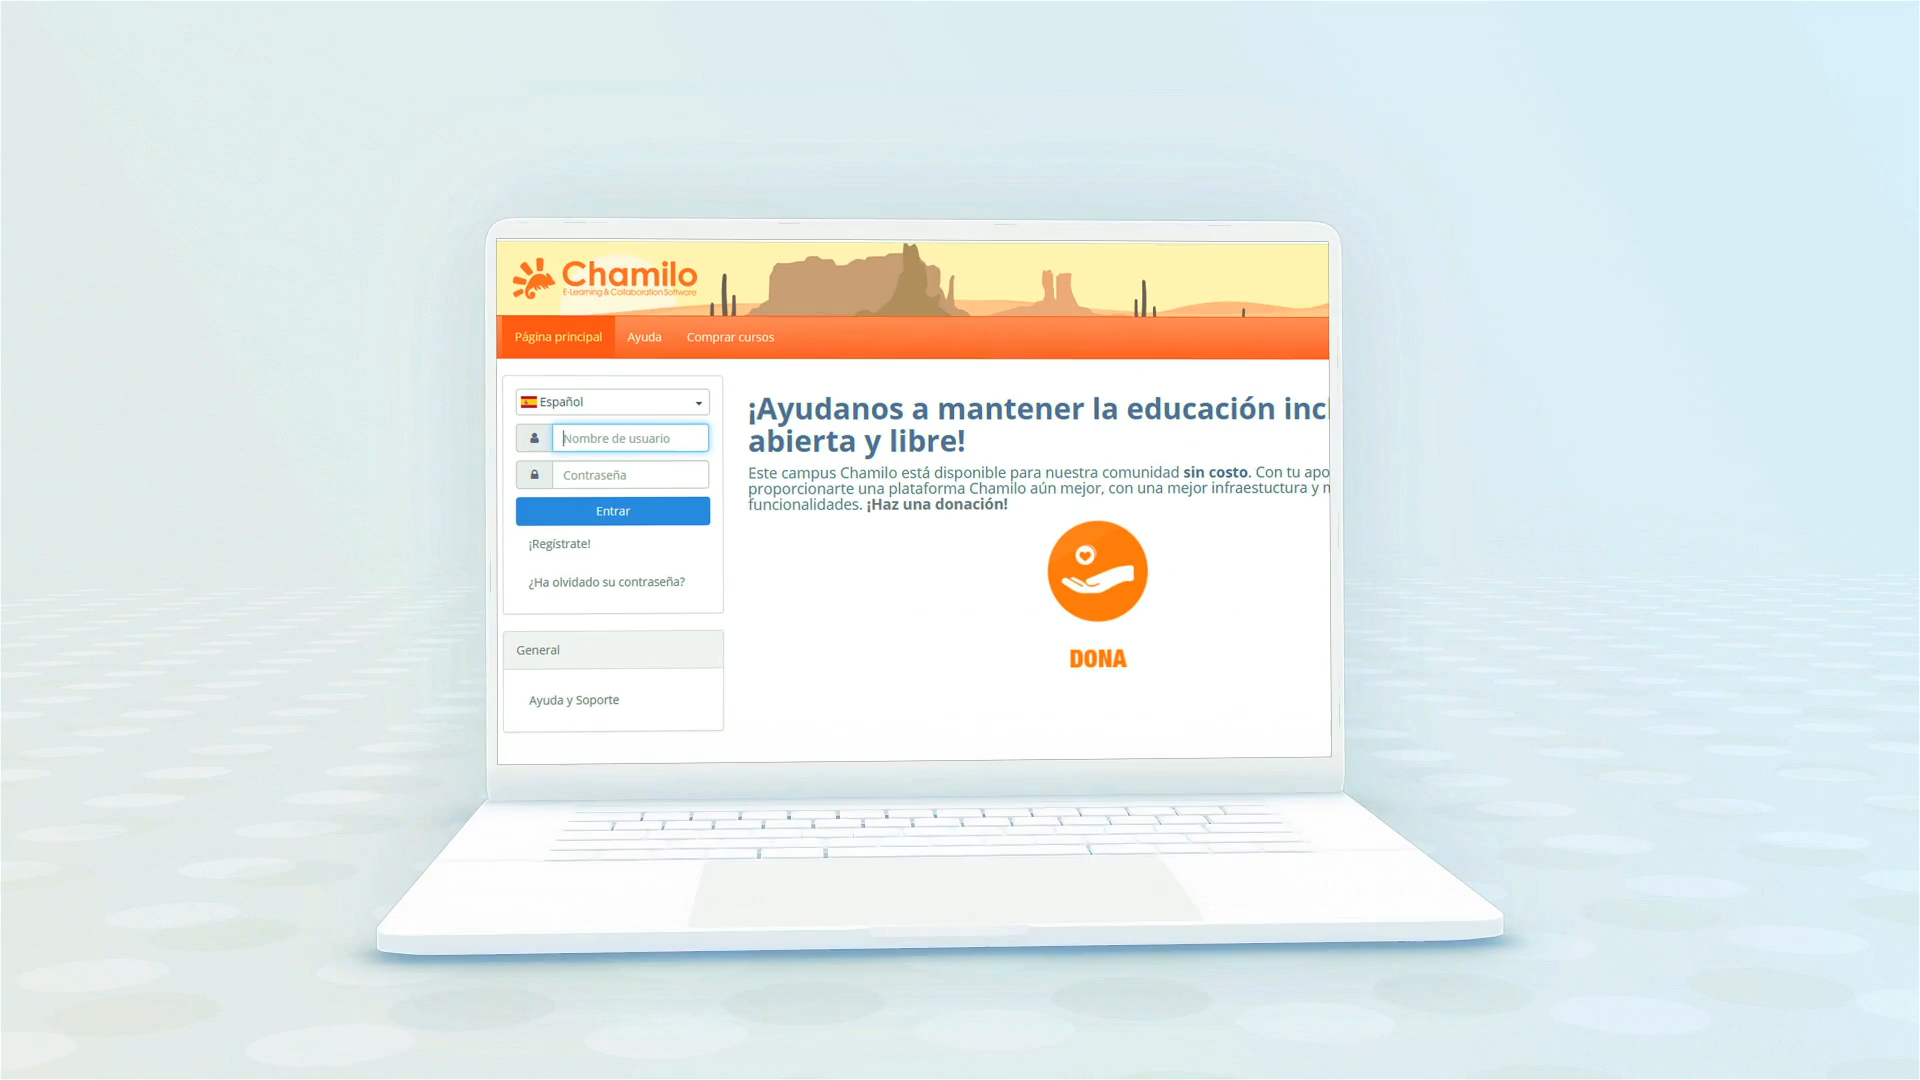 Chamilo
E-Learning & Collaboration Software
Página principal Ayuda Comprar cursos
Español
Nombre de usuario
Contraseña
Entrar
¡Regístrate!
¿Ha olvidado su contraseña?
General
Ayuda y Soporte
¡Ayudanos a mantener la educación inc
abierta y libre!
Este campus Chamilo está disponible para nuestra comunidad sin costo. Con tu apo
proporcionarte una plataforma Chamilo aún mejor, con una mejor infraestuctura y
funcionalidades. ¡Haz una donación!
DONA